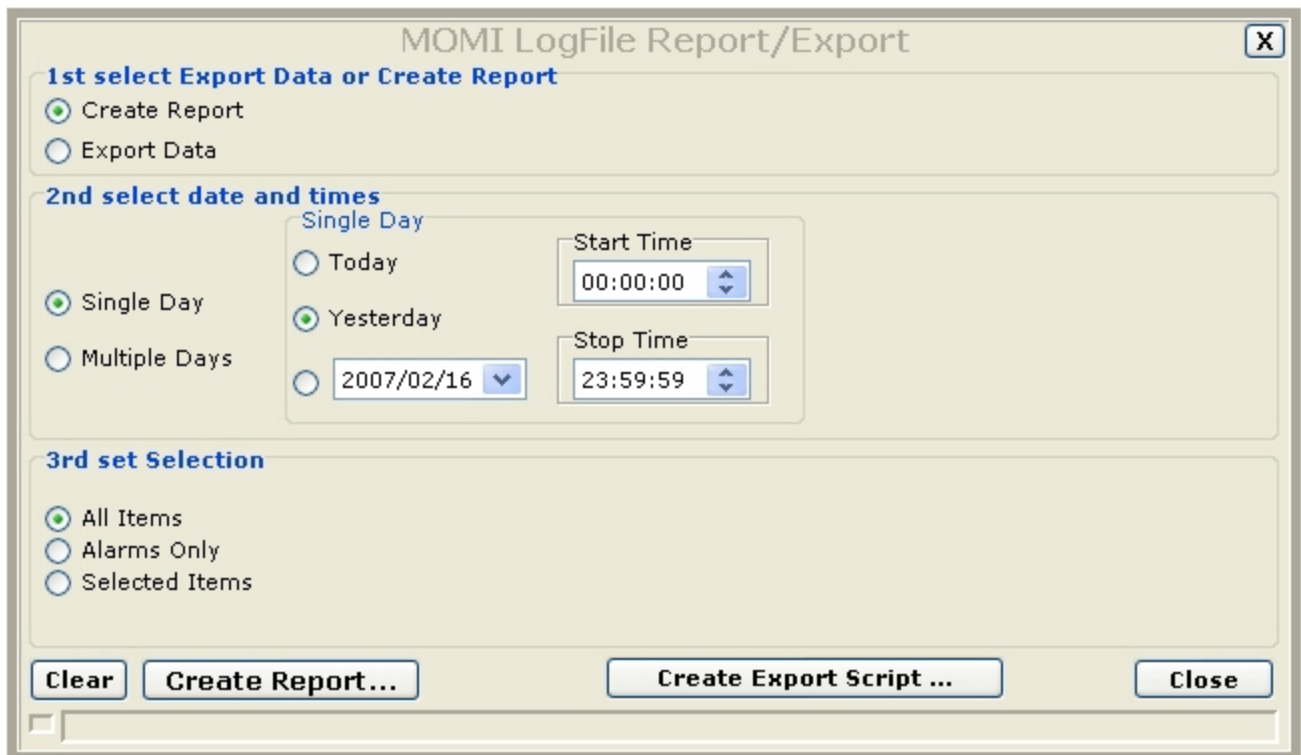 MOMI LogFile Report/Export
X
1st select Export Data or Create Report
Create Report
Export Data
2nd select date and times
Single Day
Multiple Days
Single Day
Today
Yesterday
2007/02/16
Start Time
00:00:00
Stop Time
23:59:59
3rd set Selection
All Items
Alarms Only
Selected Items
Clear
Create Report...
Create Export Script ...
Close